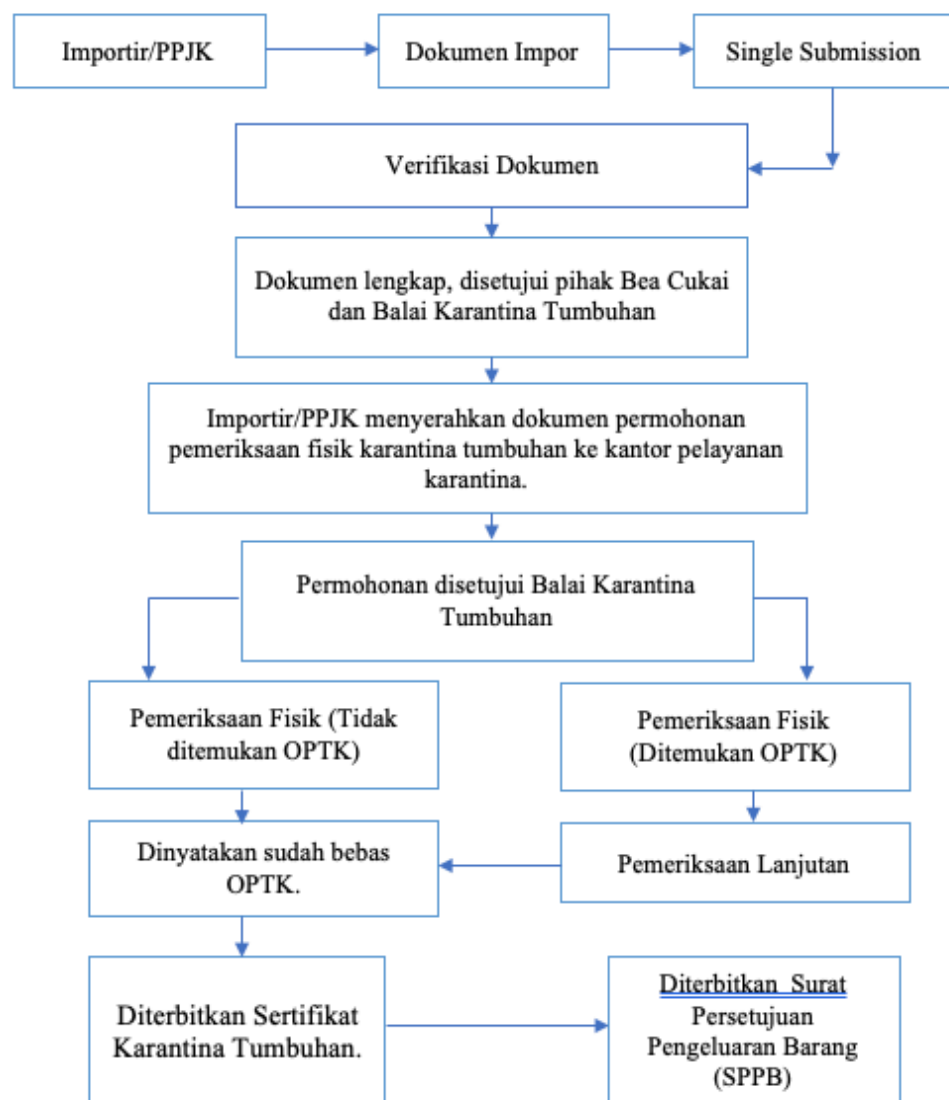 Importir/PPJK
Dokumen Impor
Single Submission
Verifikasi Dokumen
Dokumen lengkap, disetujui pihak Bea Cukai
dan Balai Karantina Tumbuhan
Importir/PPJK menyerahkan dokumen permohonan
pemeriksaan fisik karantina tumbuhan ke kantor pelayanan
karantina.
Permohonan disetujui Balai Karantina
Tumbuhan
Pemeriksaan Fisik (Tidak
ditemukan OPTK)
Pemeriksaan Fisik
(Ditemukan OPTK)
Dinyatakan sudah bebas
OPTK.
Pemeriksaan Lanjutan
Diterbitkan Sertifikat
Karantina Tumbuhan.
Diterbitkan Surat
Persetujuan
Pengeluaran Barang
(SPPB)